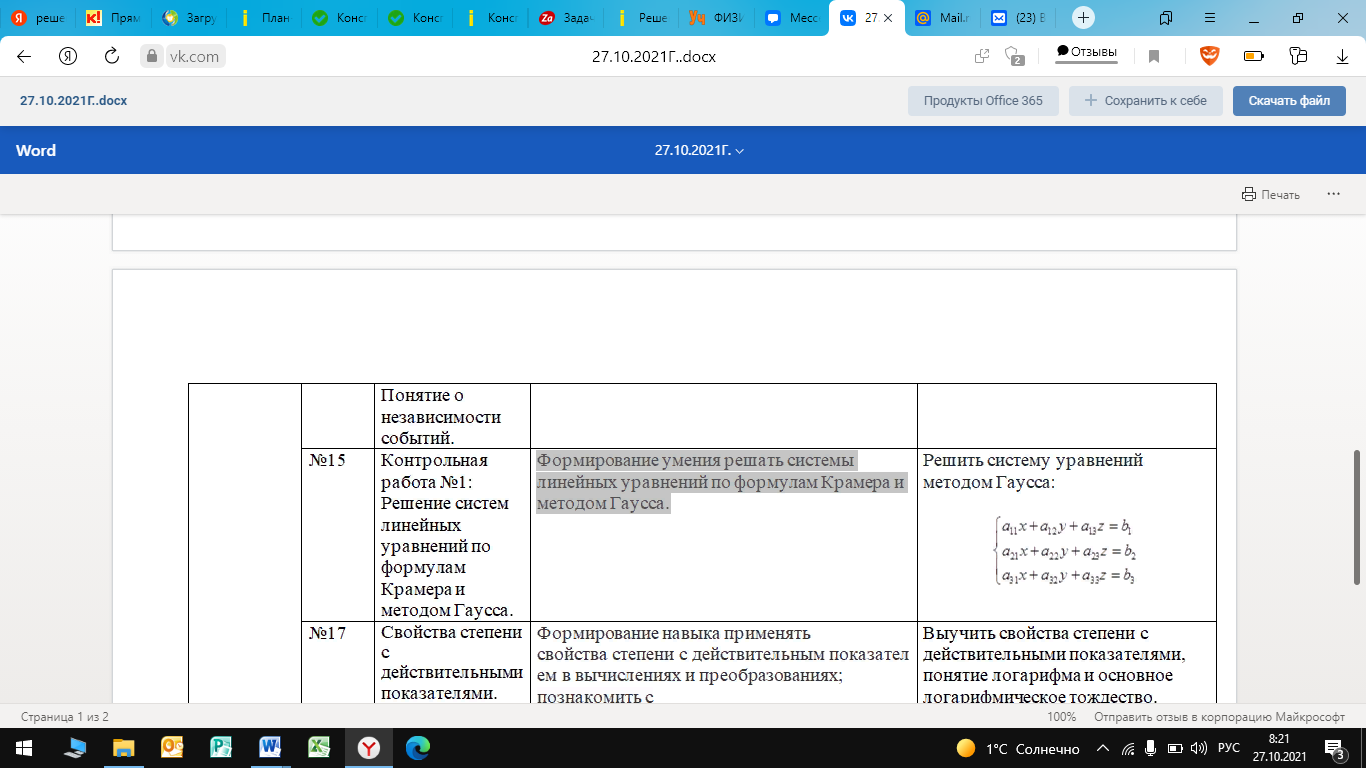 реше
Прям
Загру
План
Конс
Конс
Конс
Задач
Реше
ФИЗИ
Месс
27
Mail.r
(23) В
vk.com
27.10.2021Г..docx
2
Отзывы
27.10.2021Г..docx
Продукты Office 365
Сохранить к себе
Скачать файл
Word
27.10.2021Г.
Печать
Понятие о
независимости
событий.
№15
Контрольная
работа №1:
Решение систем
линейных
уравнений по
формулам
Крамера и
методом Гаусса.
Формирование умения решать системы
линейных уравнений по формулам Крамера и
методом Гаусса.
Решить систему уравнений
методом Гаусса:
a₁₁x + a₁₂y + a₁₃z = b₁
a₂₁x + a₂₂y + a₂₃z = b₂
a₃₁x + a₃₂y + a₃₃z = b₃
№17
Свойства степени
с
действительными
показателями.
Формирование навыка применять
свойства степени с действительным показател
ем в вычислениях и преобразованиях;
познакомить с
Выучить свойства степени с
действительными показателями,
понятие логарифма и основное
логарифмическое тождество.
Страница 1 из 2
100%
Отправить отзыв в корпорацию Майкрософт
1°C Солнечно
РУС
8:21
27.10.2021
3